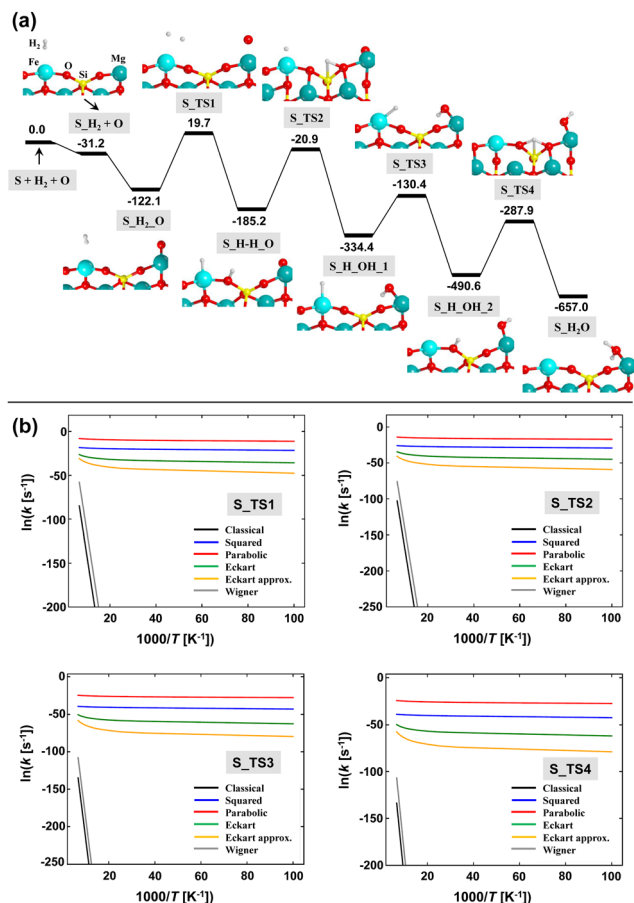 (a)
H₂
Fe
O
Si
Mg
S_H₂ + O
0.0
-31.2
S + H₂ + O
-122.1
S_H₂_O
S_TS1
19.7
-185.2
S_H-H_O
S_TS2
-20.9
-334.4
S_H_OH_1
S_TS3
-130.4
-490.6
S_H_OH_2
S_TS4
-287.9
-657.0
S_H₂O
(b)
0
-50
-100
-150
-200
ln(k [s⁻¹])
S_TS1
Classical
Squared
Parabolic
Eckart
Eckart approx.
Wigner
20 40 60 80 100
1000/T [K⁻¹]
0
-50
-100
-150
-200
-250
ln(k [s⁻¹])
S_TS2
Classical
Squared
Parabolic
Eckart
Eckart approx.
Wigner
20 40 60 80 100
1000/T [K⁻¹]
0
-50
-100
-150
-200
-250
ln(k [s⁻¹])
S_TS3
Classical
Squared
Parabolic
Eckart
Eckart approx.
Wigner
20 40 60 80 100
1000/T [K⁻¹]
0
-50
-100
-150
-200
ln(k [s⁻¹])
S_TS4
Classical
Squared
Parabolic
Eckart
Eckart approx.
Wigner
20 40 60 80 100
1000/T [K⁻¹]